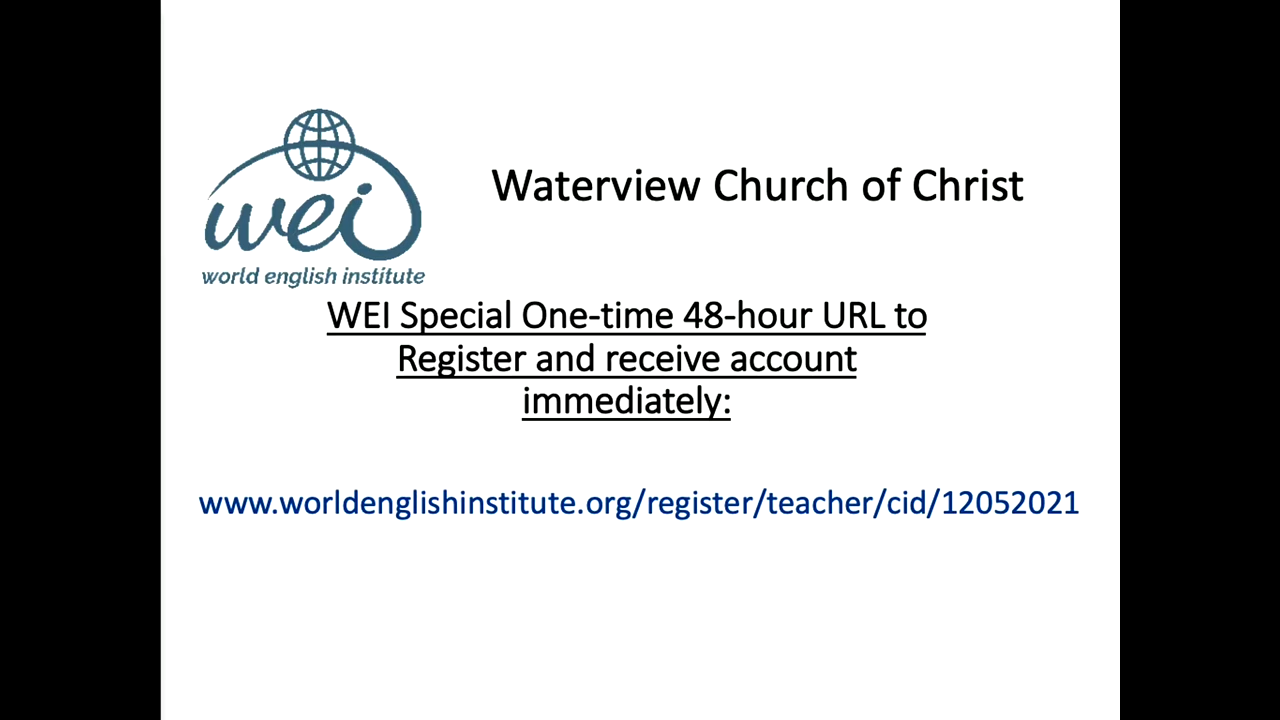 wei
world english institute
Waterview Church of Christ
WEI Special One-time 48-hour URL to
Register and receive account
immediately:
www.worldenglishinstitute.org/register/teacher/cid/12052021